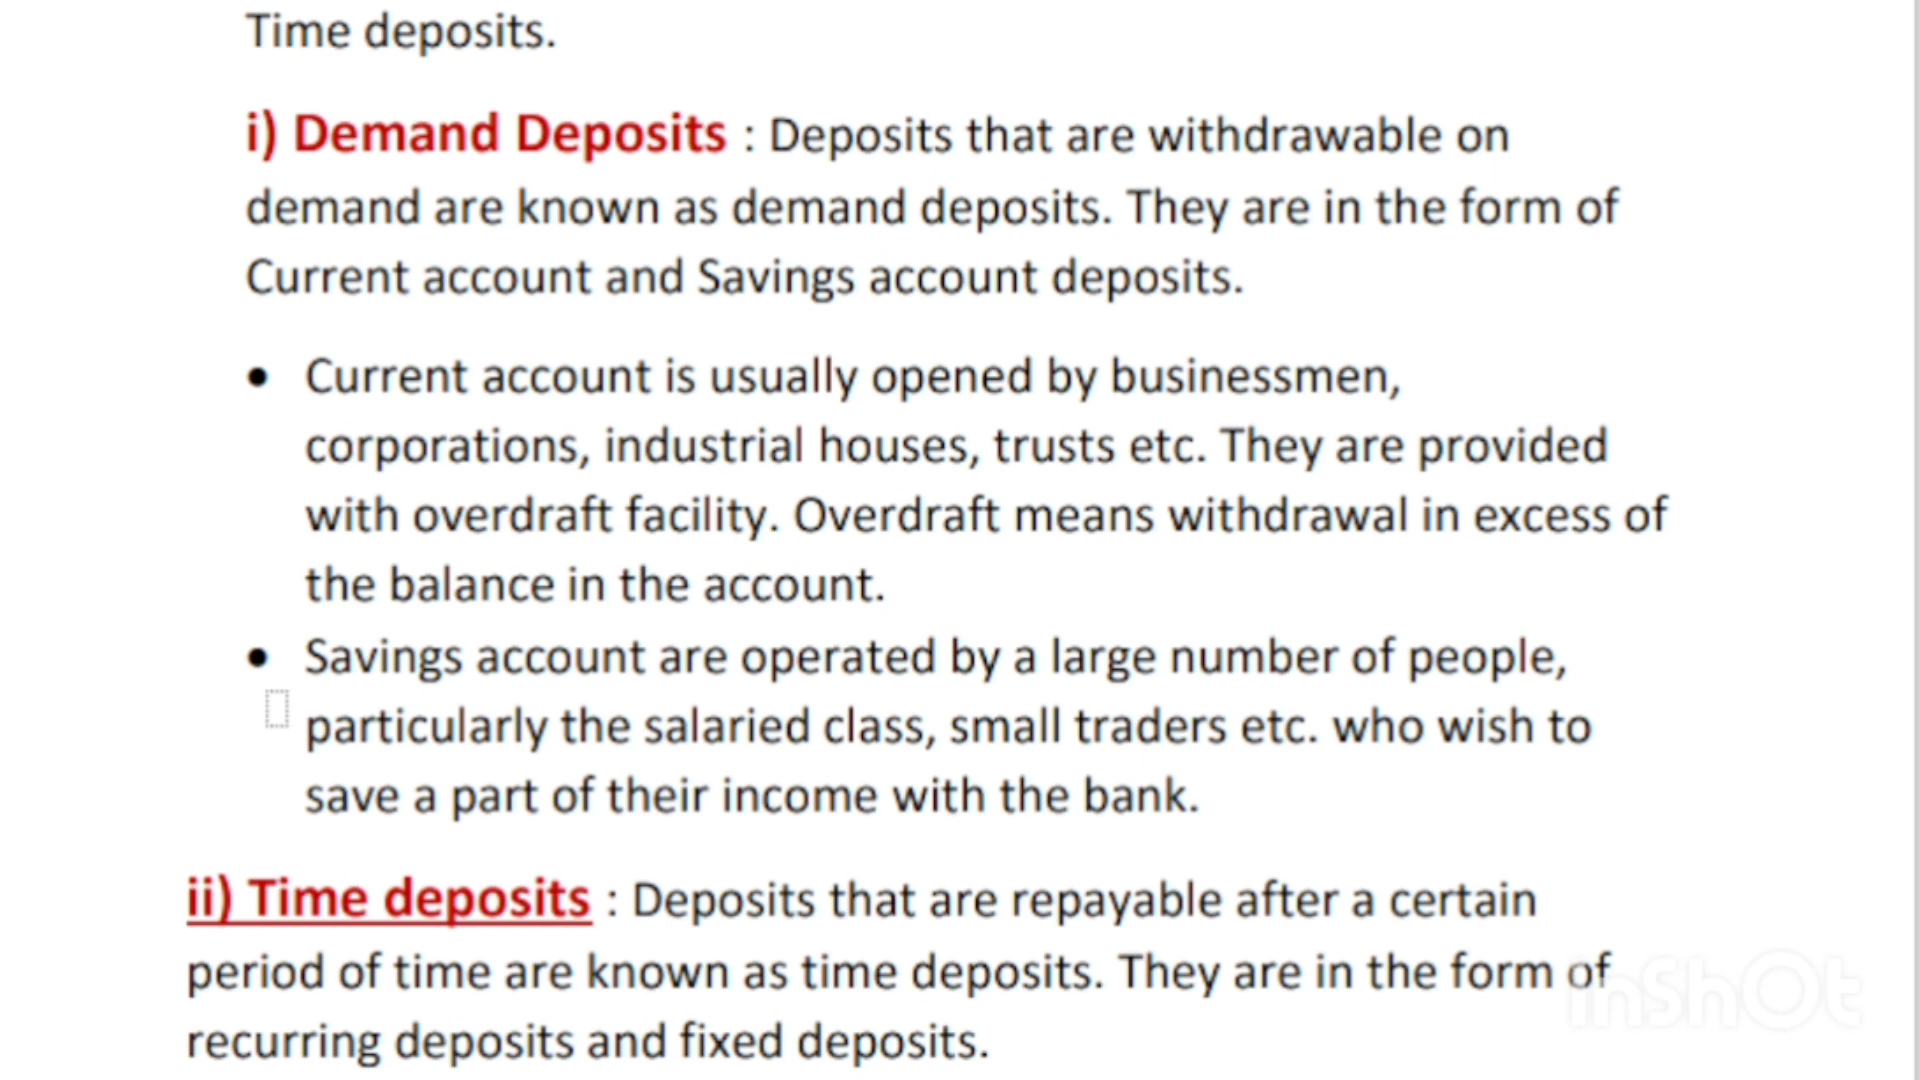 Time deposits.
i) Demand Deposits : Deposits that are withdrawable on
demand are known as demand deposits. They are in the form of
Current account and Savings account deposits.
• Current account is usually opened by businessmen,
corporations, industrial houses, trusts etc. They are provided
with overdraft facility. Overdraft means withdrawal in excess of
the balance in the account.
• Savings account are operated by a large number of people,
particularly the salaried class, small traders etc. who wish to
save a part of their income with the bank.
ii) Time deposits : Deposits that are repayable after a certain
period of time are known as time deposits. They are in the form of
recurring deposits and fixed deposits.
InShOt